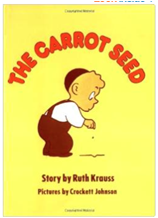 THE CARROT SEED
Story by Ruth Krauss
Pictures by Crockett Johnson